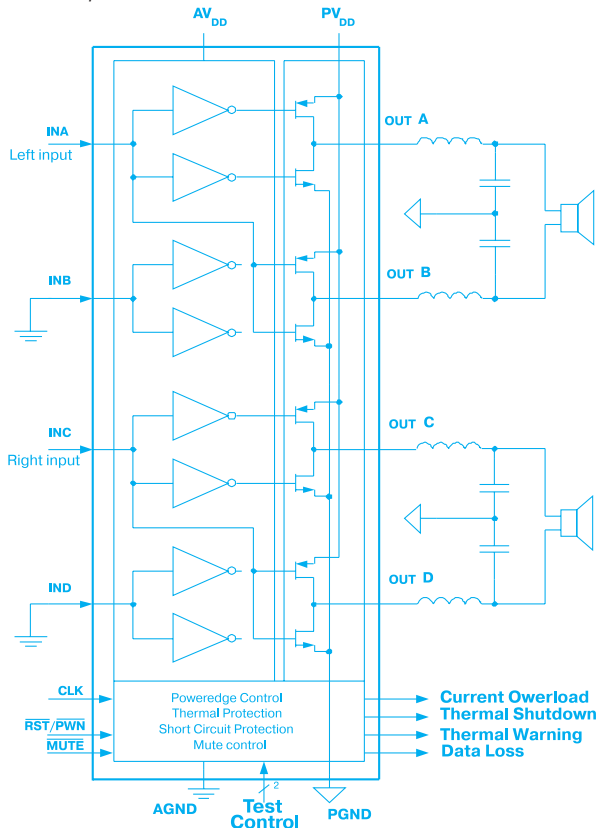 AV DD
PV DD
INA
Left input
OUT A
INB
OUT B
INC
Right input
OUT C
IND
OUT D
CLK
RST/PWN
MUTE
Poweredge Control
Thermal Protection
Short Circuit Protection
Mute control
Current Owerload
Thermal Shutdown
Thermal Warning
Data Loss
AGND
Test
Control
2
PGND